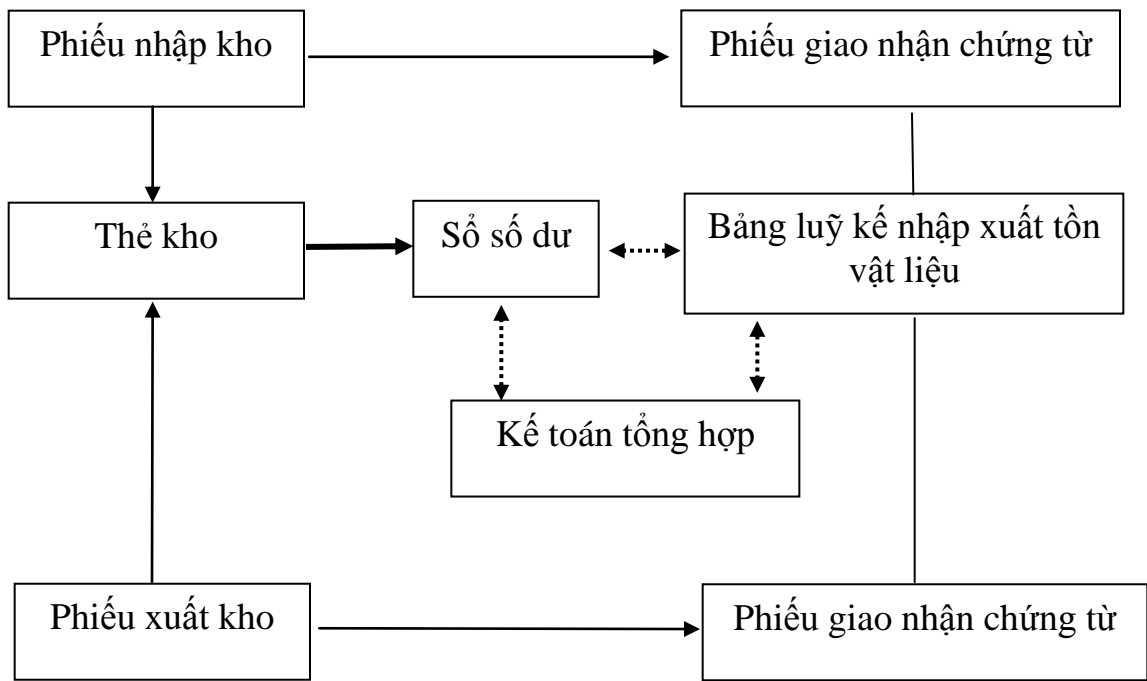 Phiếu nhập kho
Phiếu giao nhận chứng từ
Thẻ kho
Sổ số dư
Bảng luỹ kế nhập xuất tồn
vật liệu
Kế toán tổng hợp
Phiếu xuất kho
Phiếu giao nhận chứng từ